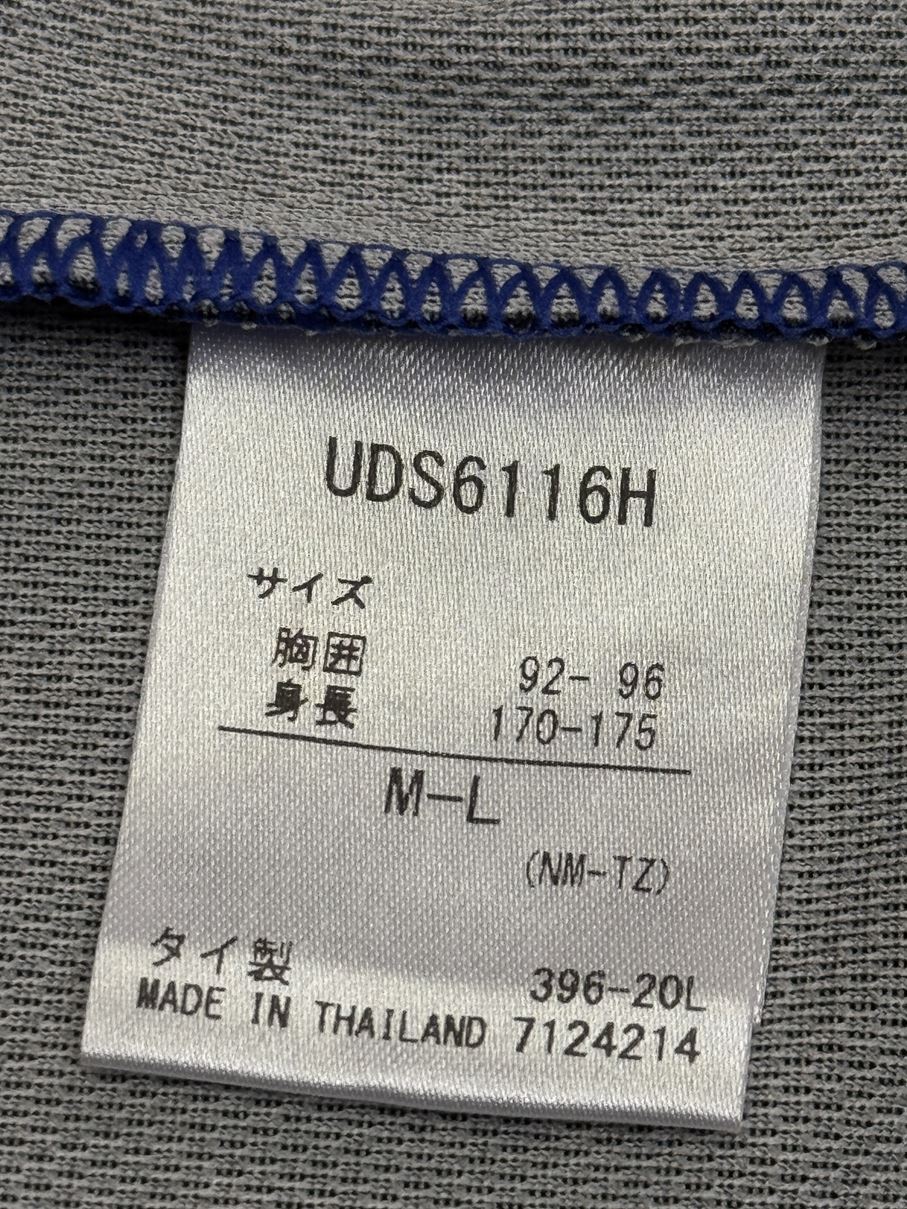 UDS6116H
サイズ
胸囲 92- 96
身長 170-175
M-L
(NM-TZ)
タイ製 396-20L
MADE IN THAILAND 7124214